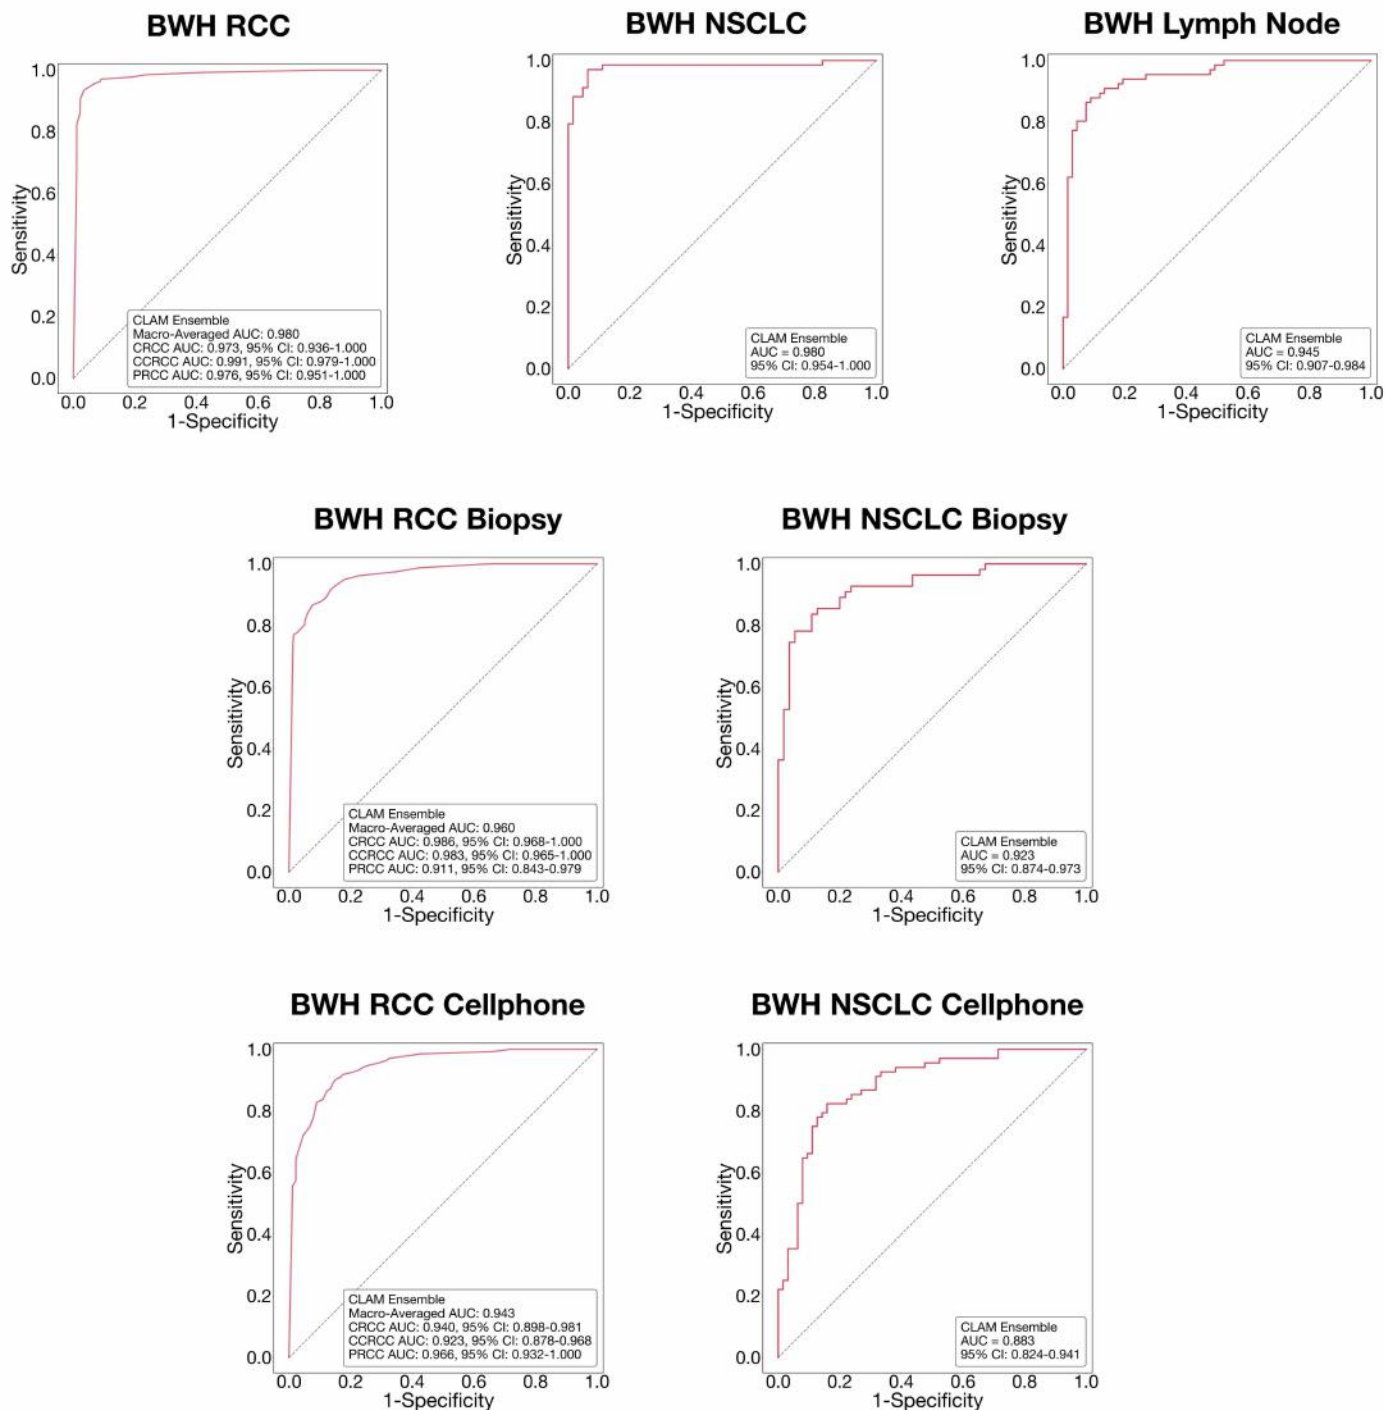 BWH RCC
1.0
0.8
0.6
0.4
0.2
0.0
Sensitivity
CLAM Ensemble
Macro-Averaged AUC: 0.980
CRCC AUC: 0.973, 95% CI: 0.936-1.000
CCRCC AUC: 0.991, 95% CI: 0.979-1.000
PRCC AUC: 0.976, 95% CI: 0.951-1.000
0.0 0.2 0.4 0.6 0.8 1.0
1-Specificity
BWH NSCLC
1.0
0.8
0.6
0.4
0.2
0.0
Sensitivity
CLAM Ensemble
AUC = 0.980
95% CI: 0.954-1.000
0.0 0.2 0.4 0.6 0.8 1.0
1-Specificity
BWH Lymph Node
1.0
0.8
0.6
0.4
0.2
0.0
Sensitivity
CLAM Ensemble
AUC = 0.945
95% CI: 0.907-0.984
0.0 0.2 0.4 0.6 0.8 1.0
1-Specificity
BWH RCC Biopsy
1.0
0.8
0.6
0.4
0.2
0.0
Sensitivity
CLAM Ensemble
Macro-Averaged AUC: 0.960
CRCC AUC: 0.986, 95% CI: 0.968-1.000
CCRCC AUC: 0.983, 95% CI: 0.965-1.000
PRCC AUC: 0.911, 95% CI: 0.843-0.979
0.0 0.2 0.4 0.6 0.8 1.0
1-Specificity
BWH NSCLC Biopsy
1.0
0.8
0.6
0.4
0.2
0.0
Sensitivity
CLAM Ensemble
AUC = 0.923
95% CI: 0.874-0.973
0.0 0.2 0.4 0.6 0.8 1.0
1-Specificity
BWH RCC Cellphone
1.0
0.8
0.6
0.4
0.2
0.0
Sensitivity
CLAM Ensemble
Macro-Averaged AUC: 0.943
CRCC AUC: 0.940, 95% CI: 0.898-0.981
CCRCC AUC: 0.923, 95% CI: 0.878-0.968
PRCC AUC: 0.966, 95% CI: 0.932-1.000
0.0 0.2 0.4 0.6 0.8 1.0
1-Specificity
BWH NSCLC Cellphone
1.0
0.8
0.6
0.4
0.2
0.0
Sensitivity
CLAM Ensemble
AUC = 0.883
95% CI: 0.824-0.941
0.0 0.2 0.4 0.6 0.8 1.0
1-Specificity